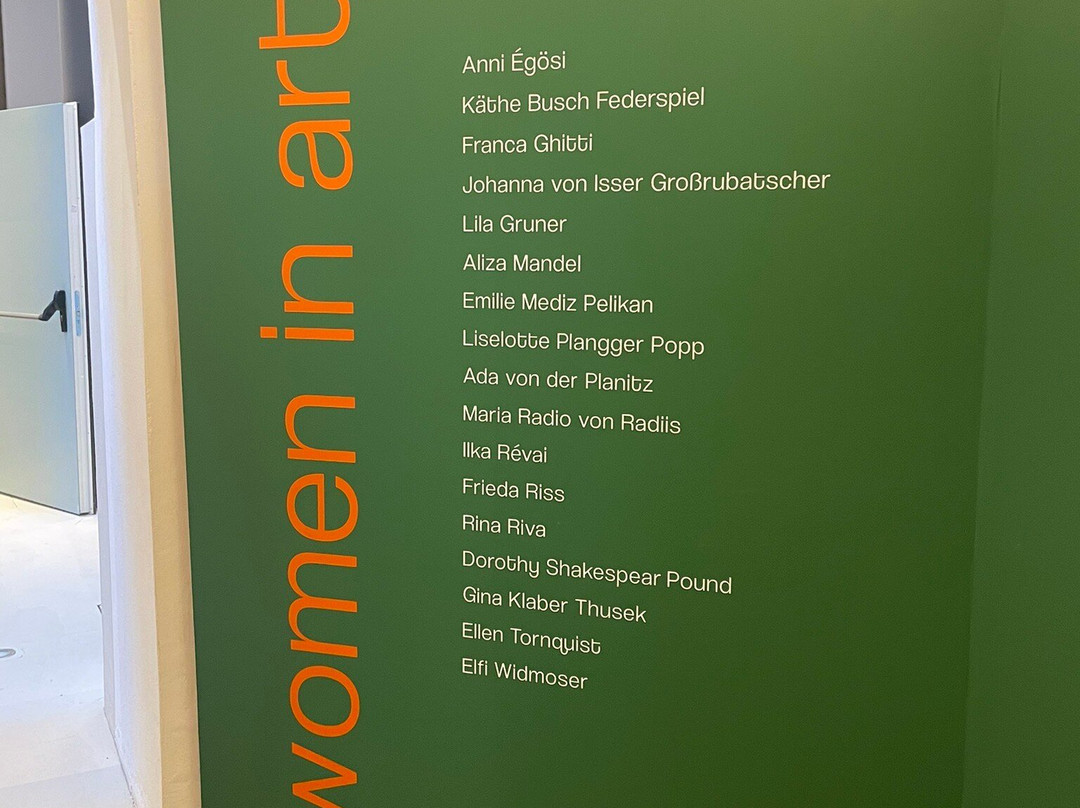 women in art
Anni Égösi
Käthe Busch Federspiel
Franca Ghitti
Johanna von Isser Großrubatscher
Lila Gruner
Aliza Mandel
Emilie Mediz Pelikan
Liselotte Plangger Popp
Ada von der Planitz
Maria Radio von Radiis
Ilka Révai
Frieda Riss
Rina Riva
Dorothy Shakespear Pound
Gina Klaber Thusek
Ellen Tornquist
Elfi Widmoser